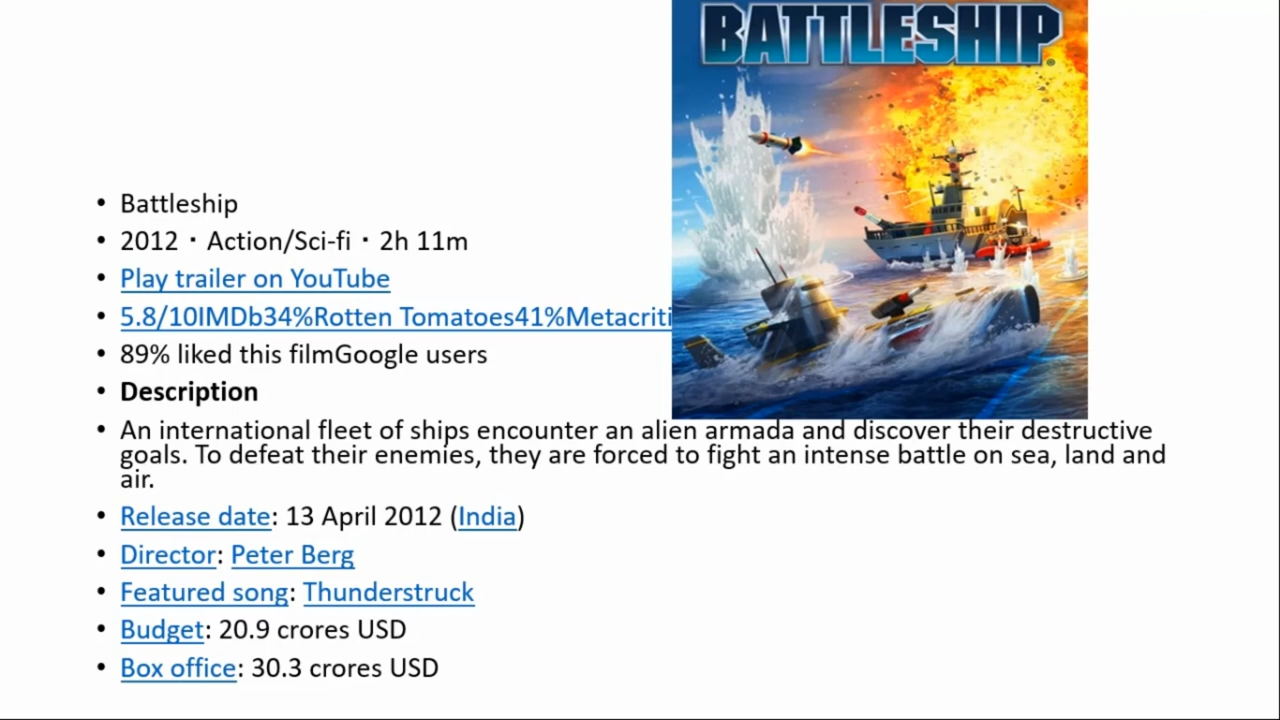 BATTLESHIP
• Battleship
• 2012 ‧ Action/Sci-fi ‧ 2h 11m
• Play trailer on YouTube
• 5.8/10IMDb34%Rotten Tomatoes41%Metacriti
• 89% liked this filmGoogle users
• Description
• An international fleet of ships encounter an alien armada and discover their destructive
goals. To defeat their enemies, they are forced to fight an intense battle on sea, land and
air.
• Release date: 13 April 2012 (India)
• Director: Peter Berg
• Featured song: Thunderstruck
• Budget: 20.9 crores USD
• Box office: 30.3 crores USD